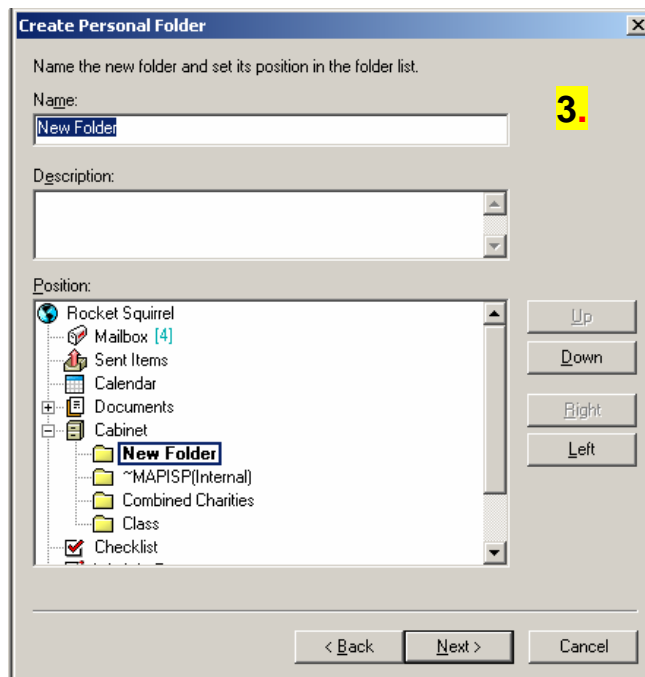 Create Personal Folder
Name the new folder and set its position in the folder list.
Name:
3.
New Folder
Description:
Position:
Rocket Squirrel
Mailbox [4]
Sent Items
Calendar
Documents
Cabinet
New Folder
~MAPISP(Internal)
Combined Charities
Class
Checklist
Up
Down
Right
Left
< Back
Next >
Cancel